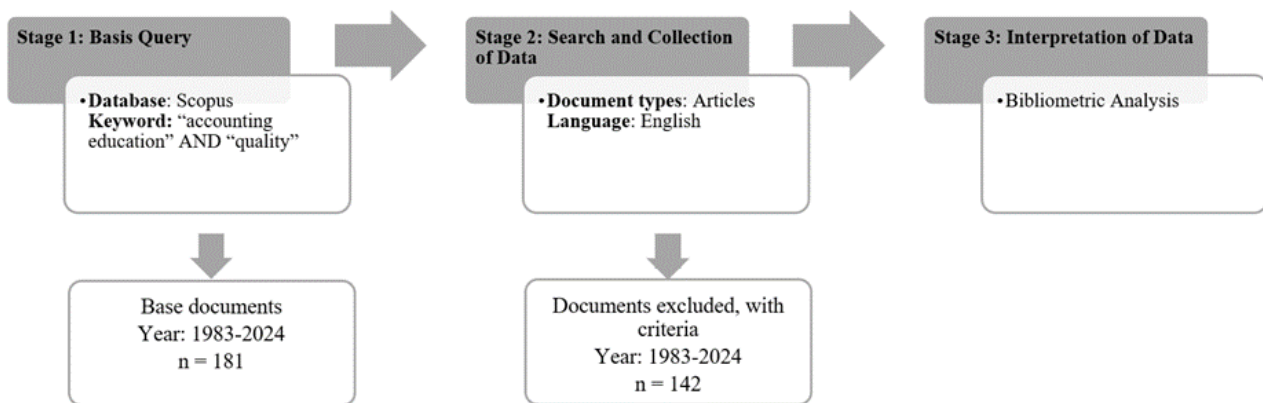 Stage 1: Basis Query
•Database: Scopus
Keyword: “accounting
education” AND “quality”
Base documents
Year: 1983-2024
n = 181
Stage 2: Search and Collection
of Data
•Document types: Articles
Language: English
Documents excluded, with
criteria
Year: 1983-2024
n = 142
Stage 3: Interpretation of Data
•Bibliometric Analysis